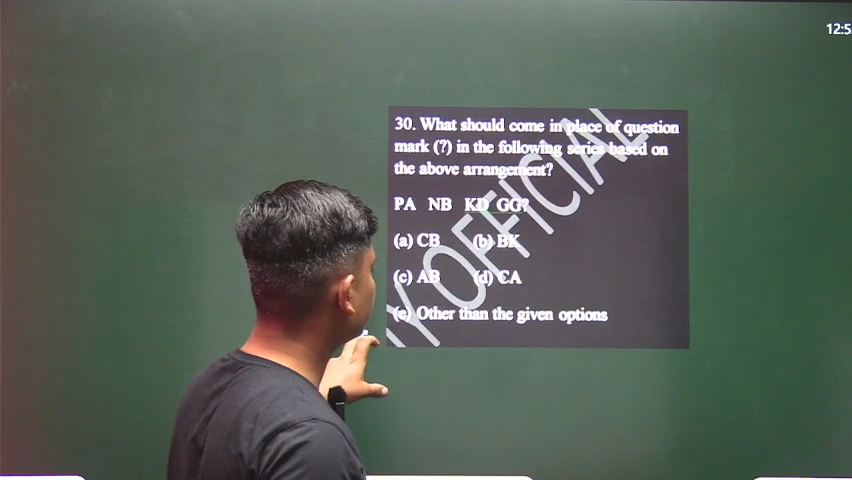 12:5
30. What should come in place of question
mark (?) in the following series based on
the above arrangement?
PA NB KD GG?
(a) CB (b) BK
(c) AB (d) CA
(e) Other than the given options
Y OFFICIAL